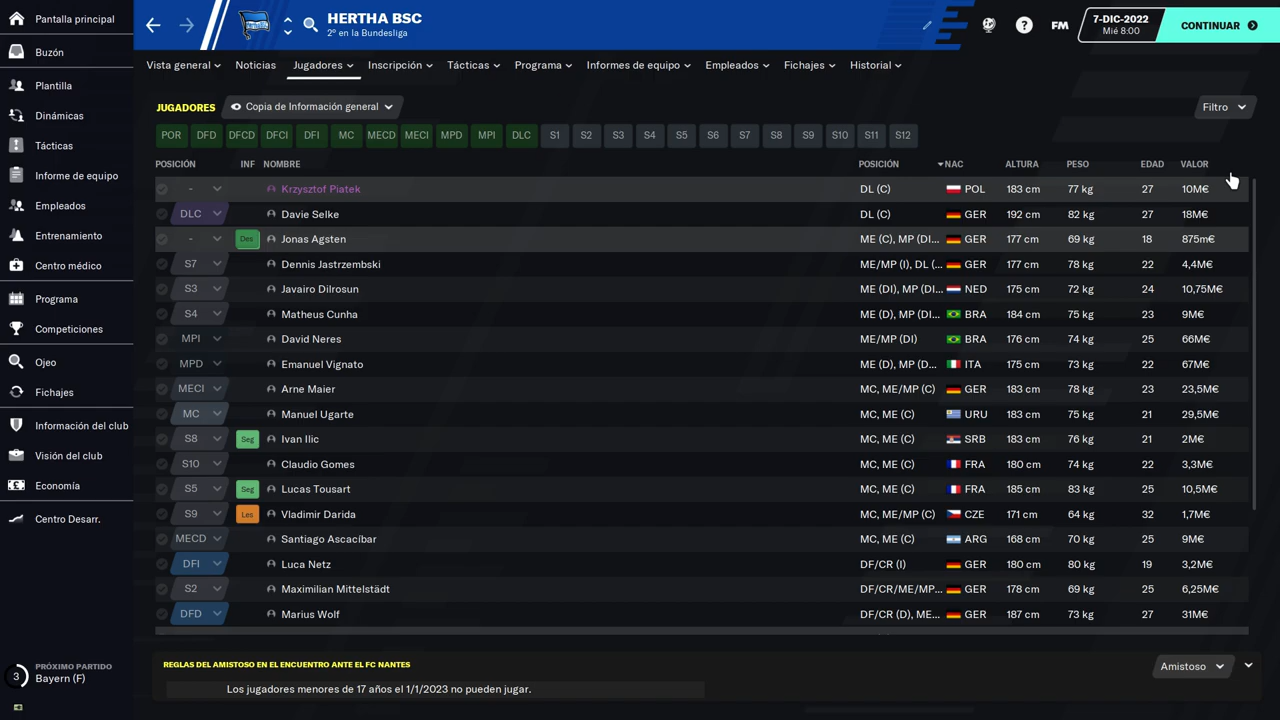 Pantalla principal
Buzón
Plantilla
Dinámicas
Tácticas
Informe de equipo
Empleados
Entrenamiento
Centro médico
Programa
Competiciones
Ojeo
Fichajes
Información del club
Visión del club
Economía
Centro Desarr.
PRÓXIMO PARTIDO
3 Bayern (F)
HERTHA BSC
2º en la Bundesliga
FM
7-DIC-2022
Mié 8:00
CONTINUAR
Vista general Noticias Jugadores Inscripción Tácticas Programa Informes de equipo Empleados Fichajes Historial
JUGADORES Copia de Información general Filtro
POR DFD DFCD DFCI DFI MC MECD MECI MPD MPI DLC S1 S2 S3 S4 S5 S6 S7 S8 S9 S10 S11 S12
POSICIÓN INF NOMBRE POSICIÓN NAC ALTURA PESO EDAD VALOR
- Krzysztof Piatek DL (C) POL 183 cm 77 kg 27 10M€
DLC Davie Selke DL (C) GER 192 cm 82 kg 27 18M€
- Des Jonas Agsten ME (C), MP (DI... GER 177 cm 69 kg 18 875m€
S7 Dennis Jastrzembski ME/MP (I), DL (... GER 177 cm 78 kg 22 4,4M€
S3 Javairo Dilrosun ME (DI), MP (DI... NED 175 cm 72 kg 24 10,75M€
S4 Matheus Cunha ME (D), MP (DI... BRA 184 cm 75 kg 23 9M€
MPI David Neres ME/MP (DI) BRA 176 cm 74 kg 25 66M€
MPD Emanuel Vignato ME (D), MP (D... ITA 175 cm 73 kg 22 67M€
MECI Arne Maier MC, ME/MP (C) GER 183 cm 78 kg 23 23,5M€
MC Manuel Ugarte MC, ME (C) URU 183 cm 75 kg 21 29,5M€
S8 Seg Ivan Ilic MC, ME (C) SRB 183 cm 76 kg 21 2M€
S10 Claudio Gomes MC, ME (C) FRA 180 cm 74 kg 22 3,3M€
S5 Seg Lucas Tousart MC, ME (C) FRA 185 cm 83 kg 25 10,5M€
S9 Les Vladimir Darida MC, ME/MP (C) CZE 171 cm 64 kg 32 1,7M€
MECD Santiago Ascacíbar MC, ME (C) ARG 168 cm 70 kg 25 9M€
DFI Luca Netz DF/CR (I) GER 180 cm 80 kg 19 3,2M€
S2 Maximilian Mittelstädt DF/CR/ME/MP... GER 178 cm 69 kg 25 6,25M€
DFD Marius Wolf DF/CR (D), ME... GER 187 cm 73 kg 27 31M€
REGLAS DEL AMISTOSO EN EL ENCUENTRO ANTE EL FC NANTES
Amistoso
Los jugadores menores de 17 años el 1/1/2023 no pueden jugar.